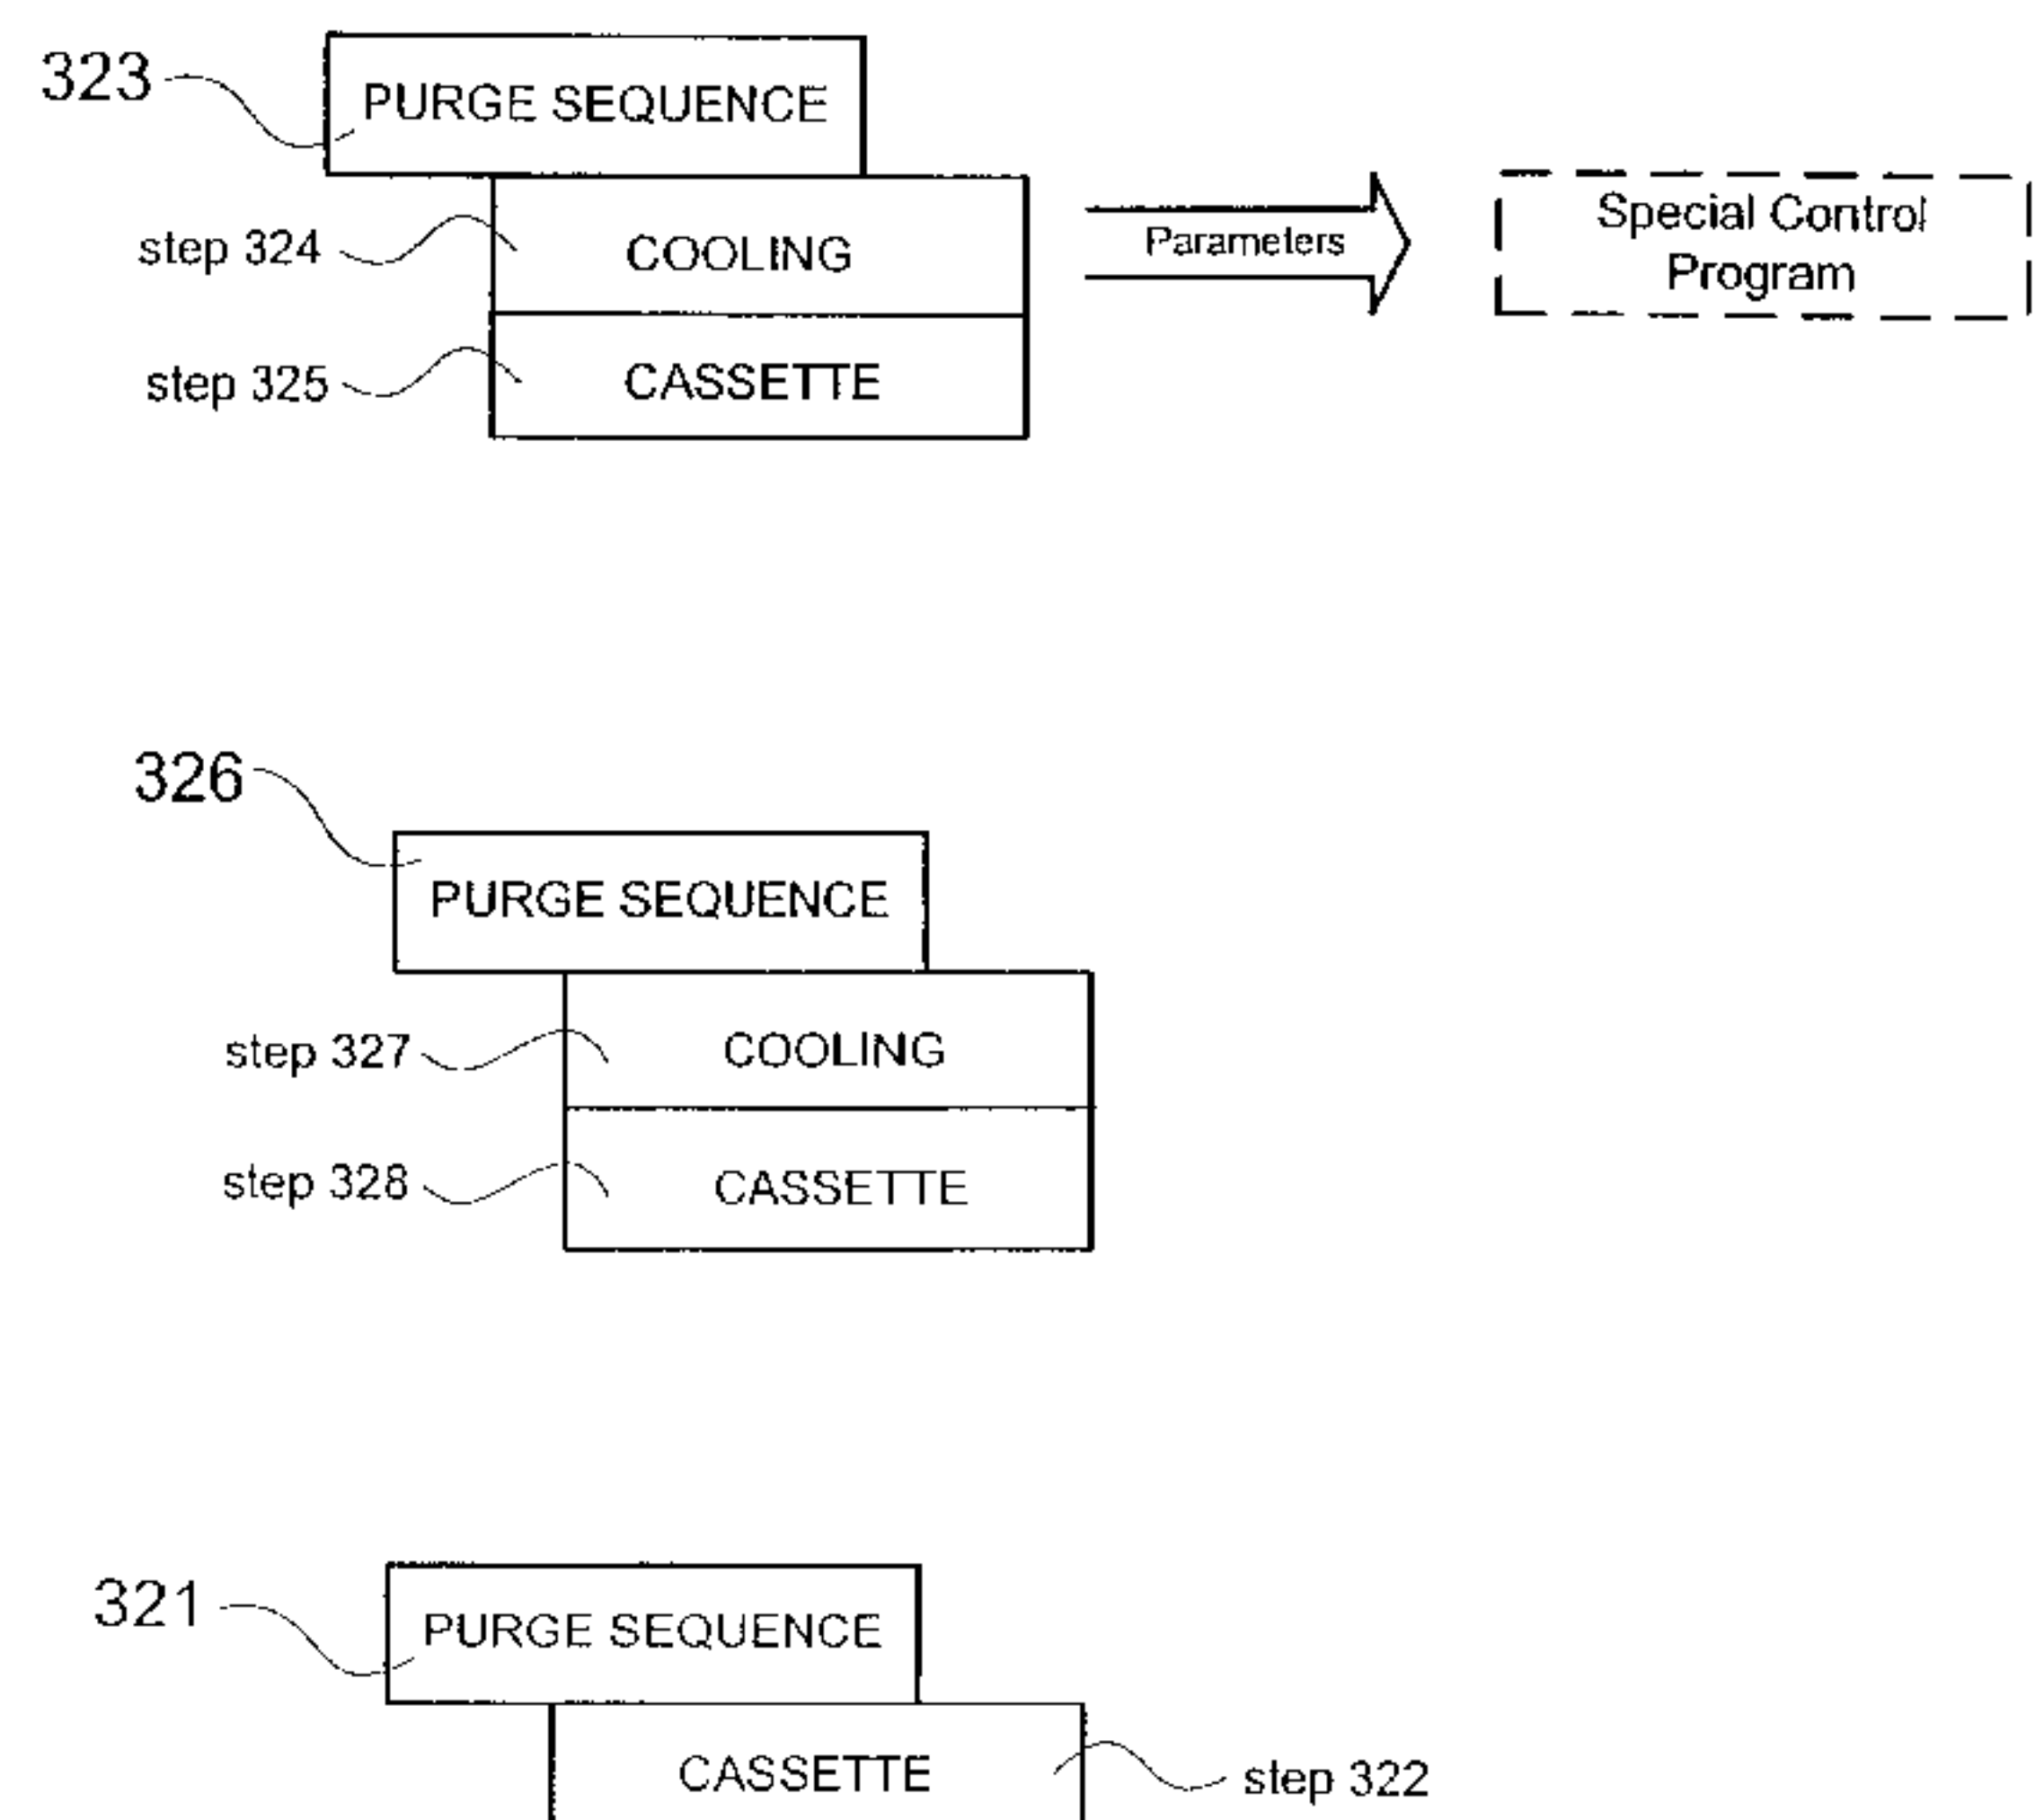 323
PURGE SEQUENCE
step 324
COOLING
Parameters
Special Control
Program
step 325
CASSETTE
326
PURGE SEQUENCE
step 327
COOLING
step 328
CASSETTE
321
PURGE SEQUENCE
CASSETTE
step 322